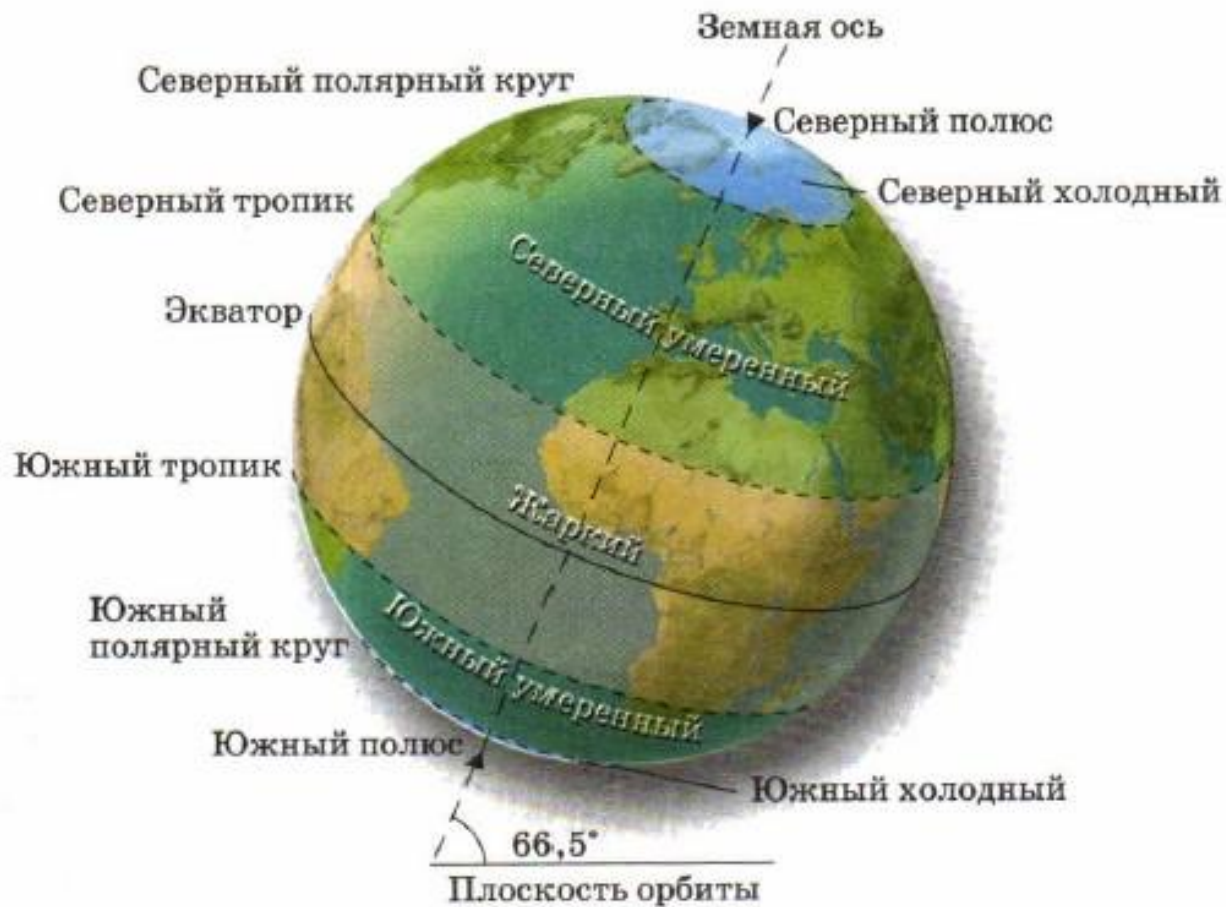 Земная ось
Северный полярный круг
Северный полюс
Северный холодный
Северный тропик
Северный умеренный
Экватор
Южный тропик
Жаркий
Южный
полярный круг
Южный умеренный
Южный полюс
Южный холодный
66,5°
Плоскость орбиты